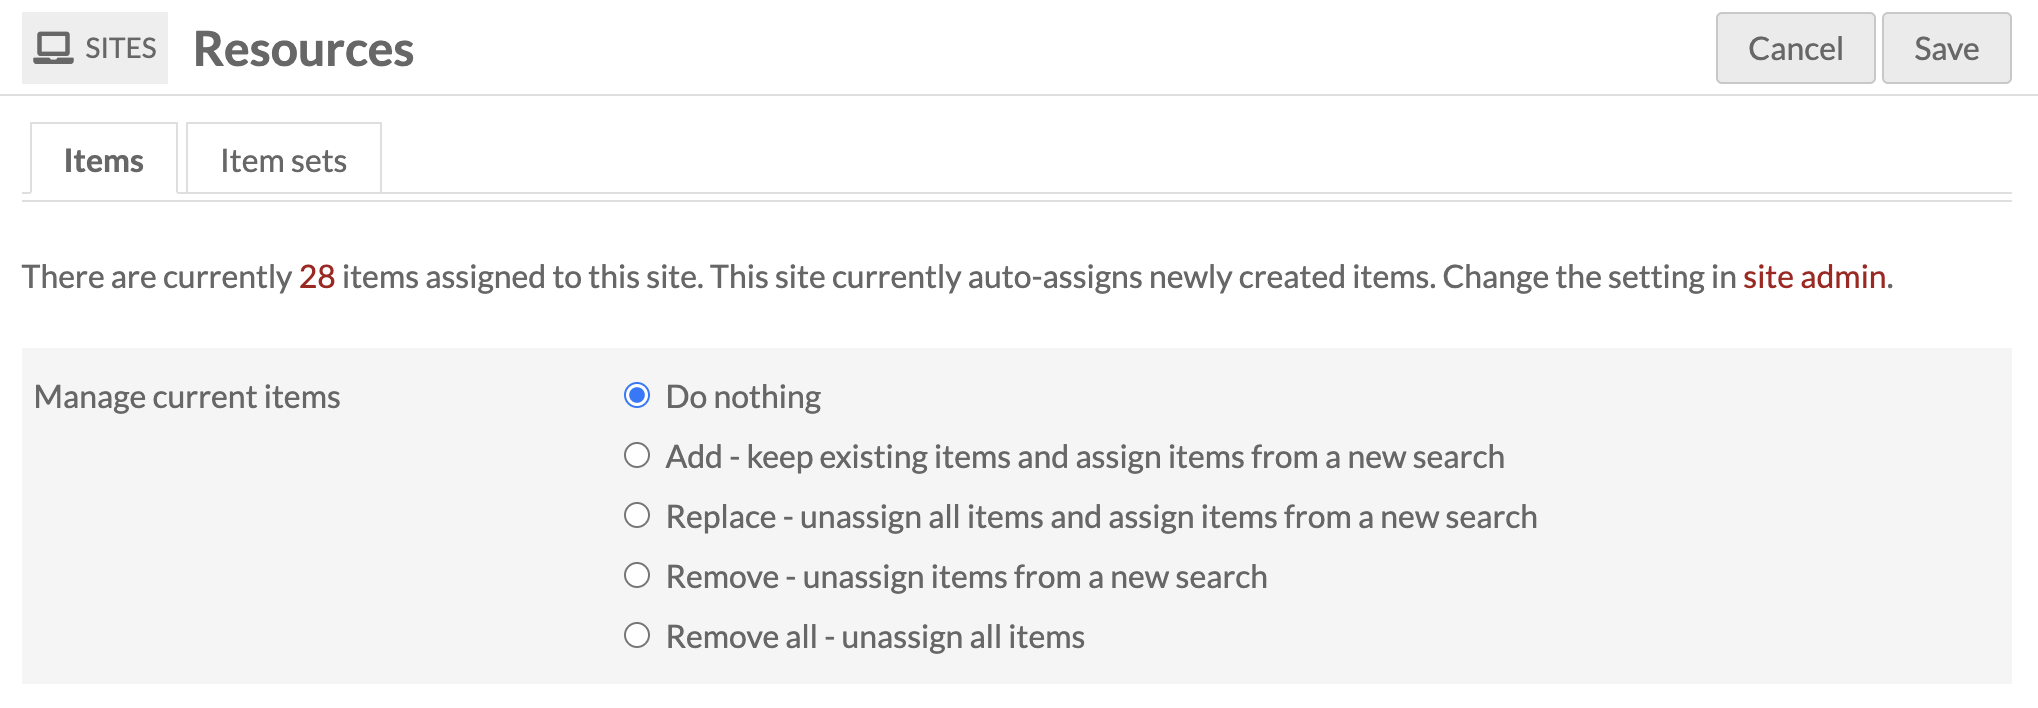 SITES Resources
Cancel Save
Items Item sets
There are currently 28 items assigned to this site. This site currently auto-assigns newly created items. Change the setting in site admin.
Manage current items
Do nothing
Add - keep existing items and assign items from a new search
Replace - unassign all items and assign items from a new search
Remove - unassign items from a new search
Remove all - unassign all items